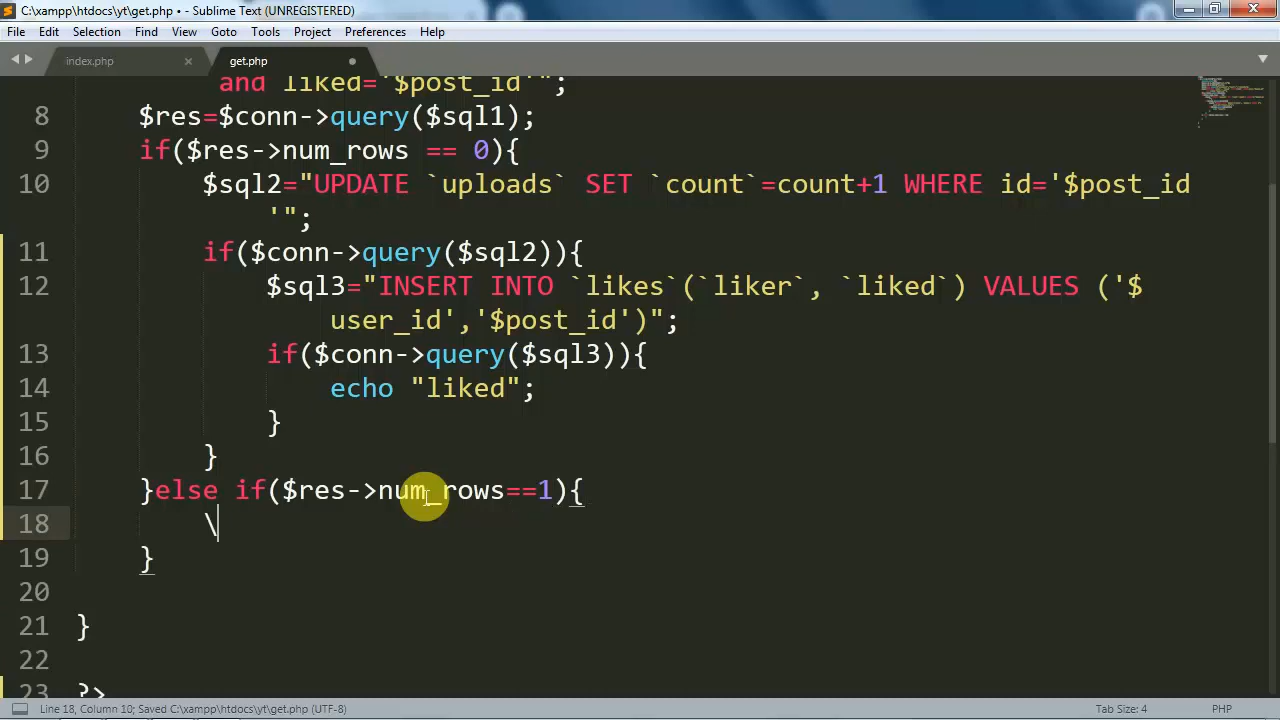 C:\xampp\htdocs\yt\get.php • - Sublime Text (UNREGISTERED)
File Edit Selection Find View Goto Tools Project Preferences Help
index.php × get.php
and liked='$post_id'";
8 $res=$conn->query($sql1);
9 if($res->num_rows == 0){
10 $sql2="UPDATE `uploads` SET `count`=count+1 WHERE id='$post_id
'";
11 if($conn->query($sql2)){
12 $sql3="INSERT INTO `likes`(`liker`, `liked`) VALUES ('$
user_id','$post_id')";
13 if($conn->query($sql3)){
14 echo "liked";
15 }
16 }
17 }else if($res->num_rows==1){
18 \
19 }
20
21 }
22
23 ?>
Line 18, Column 10; Saved C:\xampp\htdocs\yt\get.php (UTF-8) Tab Size: 4 PHP